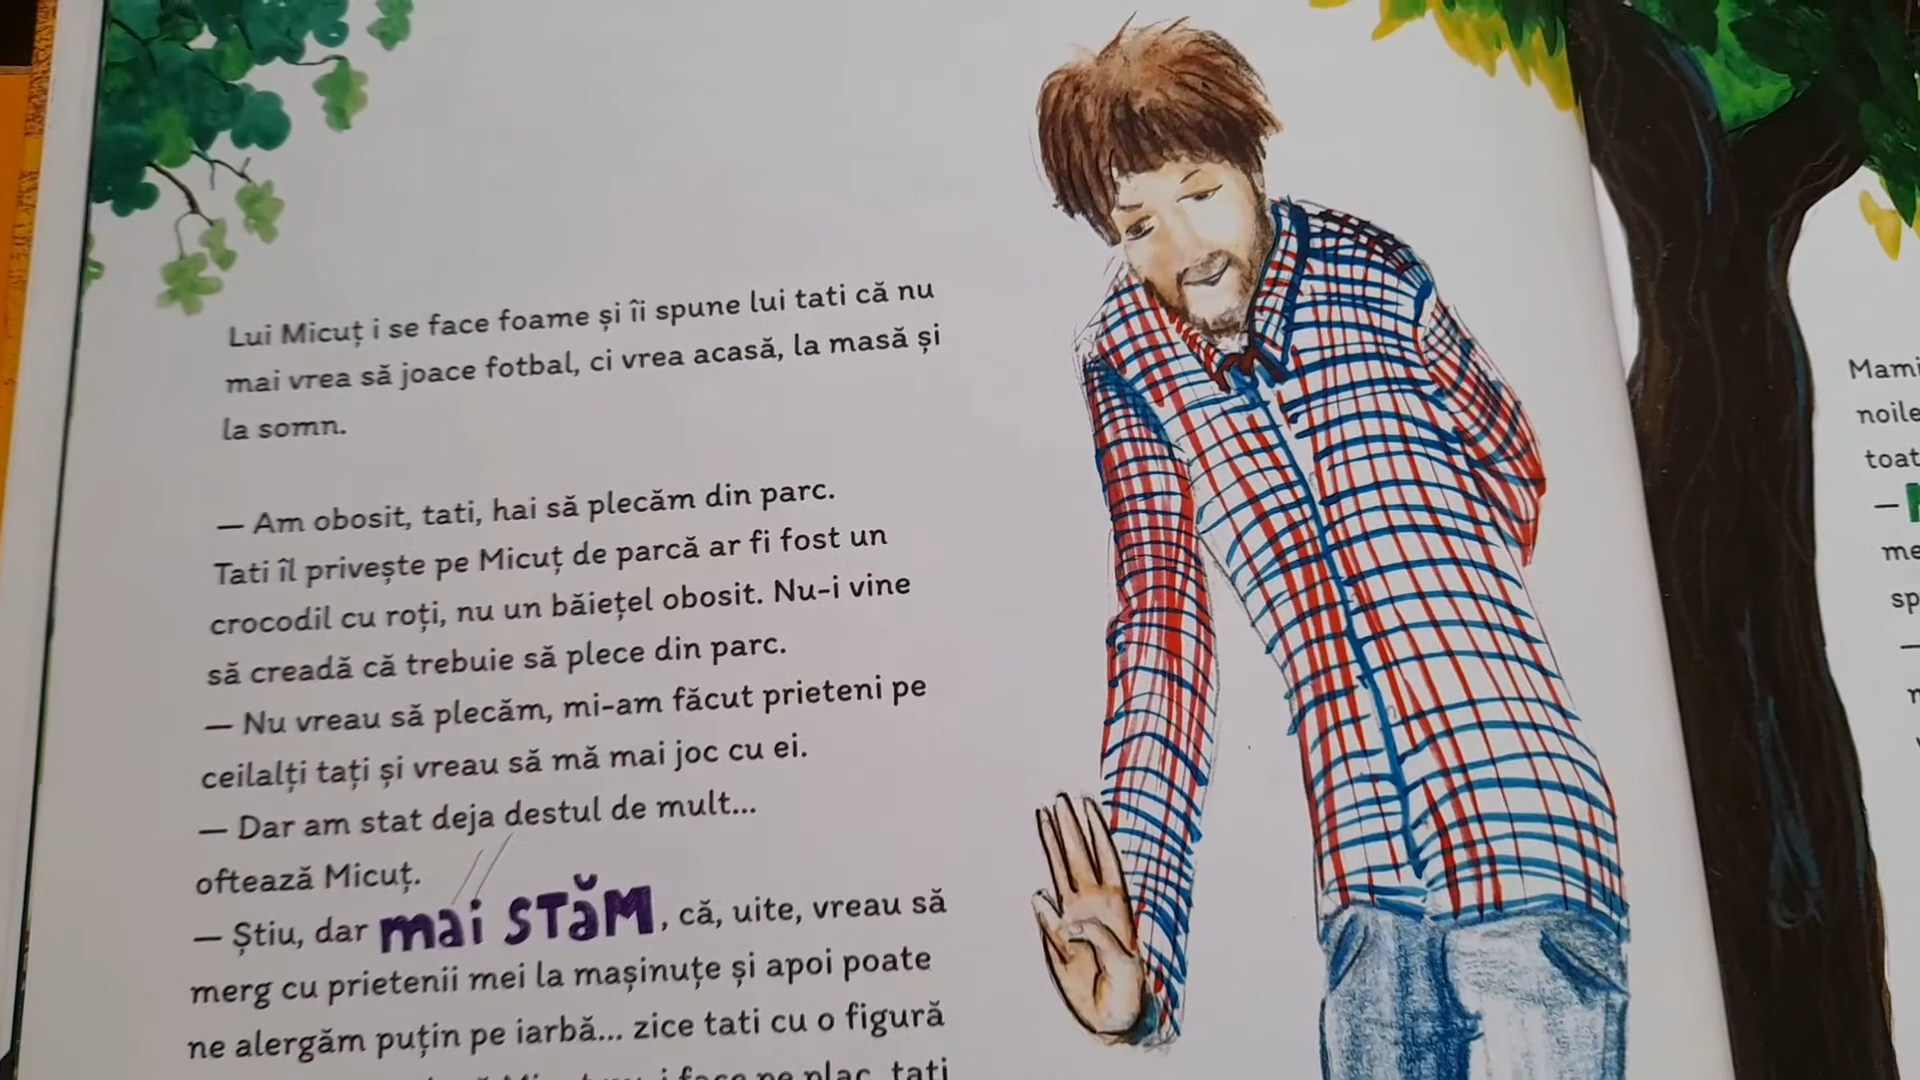 Lui Micuț i se face foame și îi spune lui tati că nu
mai vrea să joace fotbal, ci vrea acasă, la masă și
la somn.
— Am obosit, tati, hai să plecăm din parc.
Tati îl privește pe Micuț de parcă ar fi fost un
crocodil cu roți, nu un băiețel obosit. Nu-i vine
să creadă că trebuie să plece din parc.
— Nu vreau să plecăm, mi-am făcut prieteni pe
ceilalți tați și vreau să mă mai joc cu ei.
— Dar am stat deja destul de mult...
oftează Micuț.
— Știu, dar mai STăM, că, uite, vreau să
merg cu prietenii mei la mașinuțe și apoi poate
ne alergăm puțin pe iarbă... zice tati cu o figură
face pe plac, tati
Mami
noile
toat
me
sp